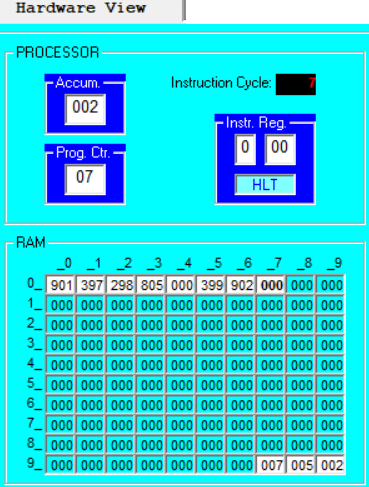 Hardware View
PROCESSOR
Accum.
002
Instruction Cycle: 7
Instr. Reg.
0 00
HLT
Prog. Ctr.
07
RAM
_0 _1 _2 _3 _4 _5 _6 _7 _8 _9
0_ 901 397 298 805 000 399 902 000 000 000
1_ 000 000 000 000 000 000 000 000 000 000
2_ 000 000 000 000 000 000 000 000 000 000
3_ 000 000 000 000 000 000 000 000 000 000
4_ 000 000 000 000 000 000 000 000 000 000
5_ 000 000 000 000 000 000 000 000 000 000
6_ 000 000 000 000 000 000 000 000 000 000
7_ 000 000 000 000 000 000 000 000 000 000
8_ 000 000 000 000 000 000 000 000 000 000
9_ 000 000 000 000 000 000 000 007 005 002